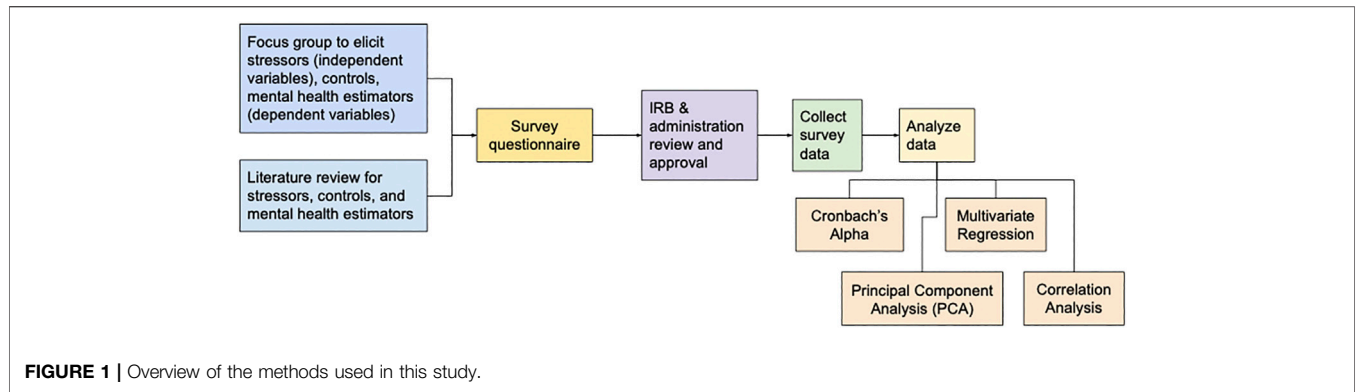 Focus group to elicit
stressors (independent
variables), controls,
mental health estimators
(dependent variables)
Literature review for
stressors, controls, and
mental health estimators
Survey
questionnaire
IRB &
administration
review and
approval
Collect
survey
data
Analyze
data
Cronbach's
Alpha
Multivariate
Regression
Principal Component
Analysis (PCA)
Correlation
Analysis
FIGURE 1 | Overview of the methods used in this study.